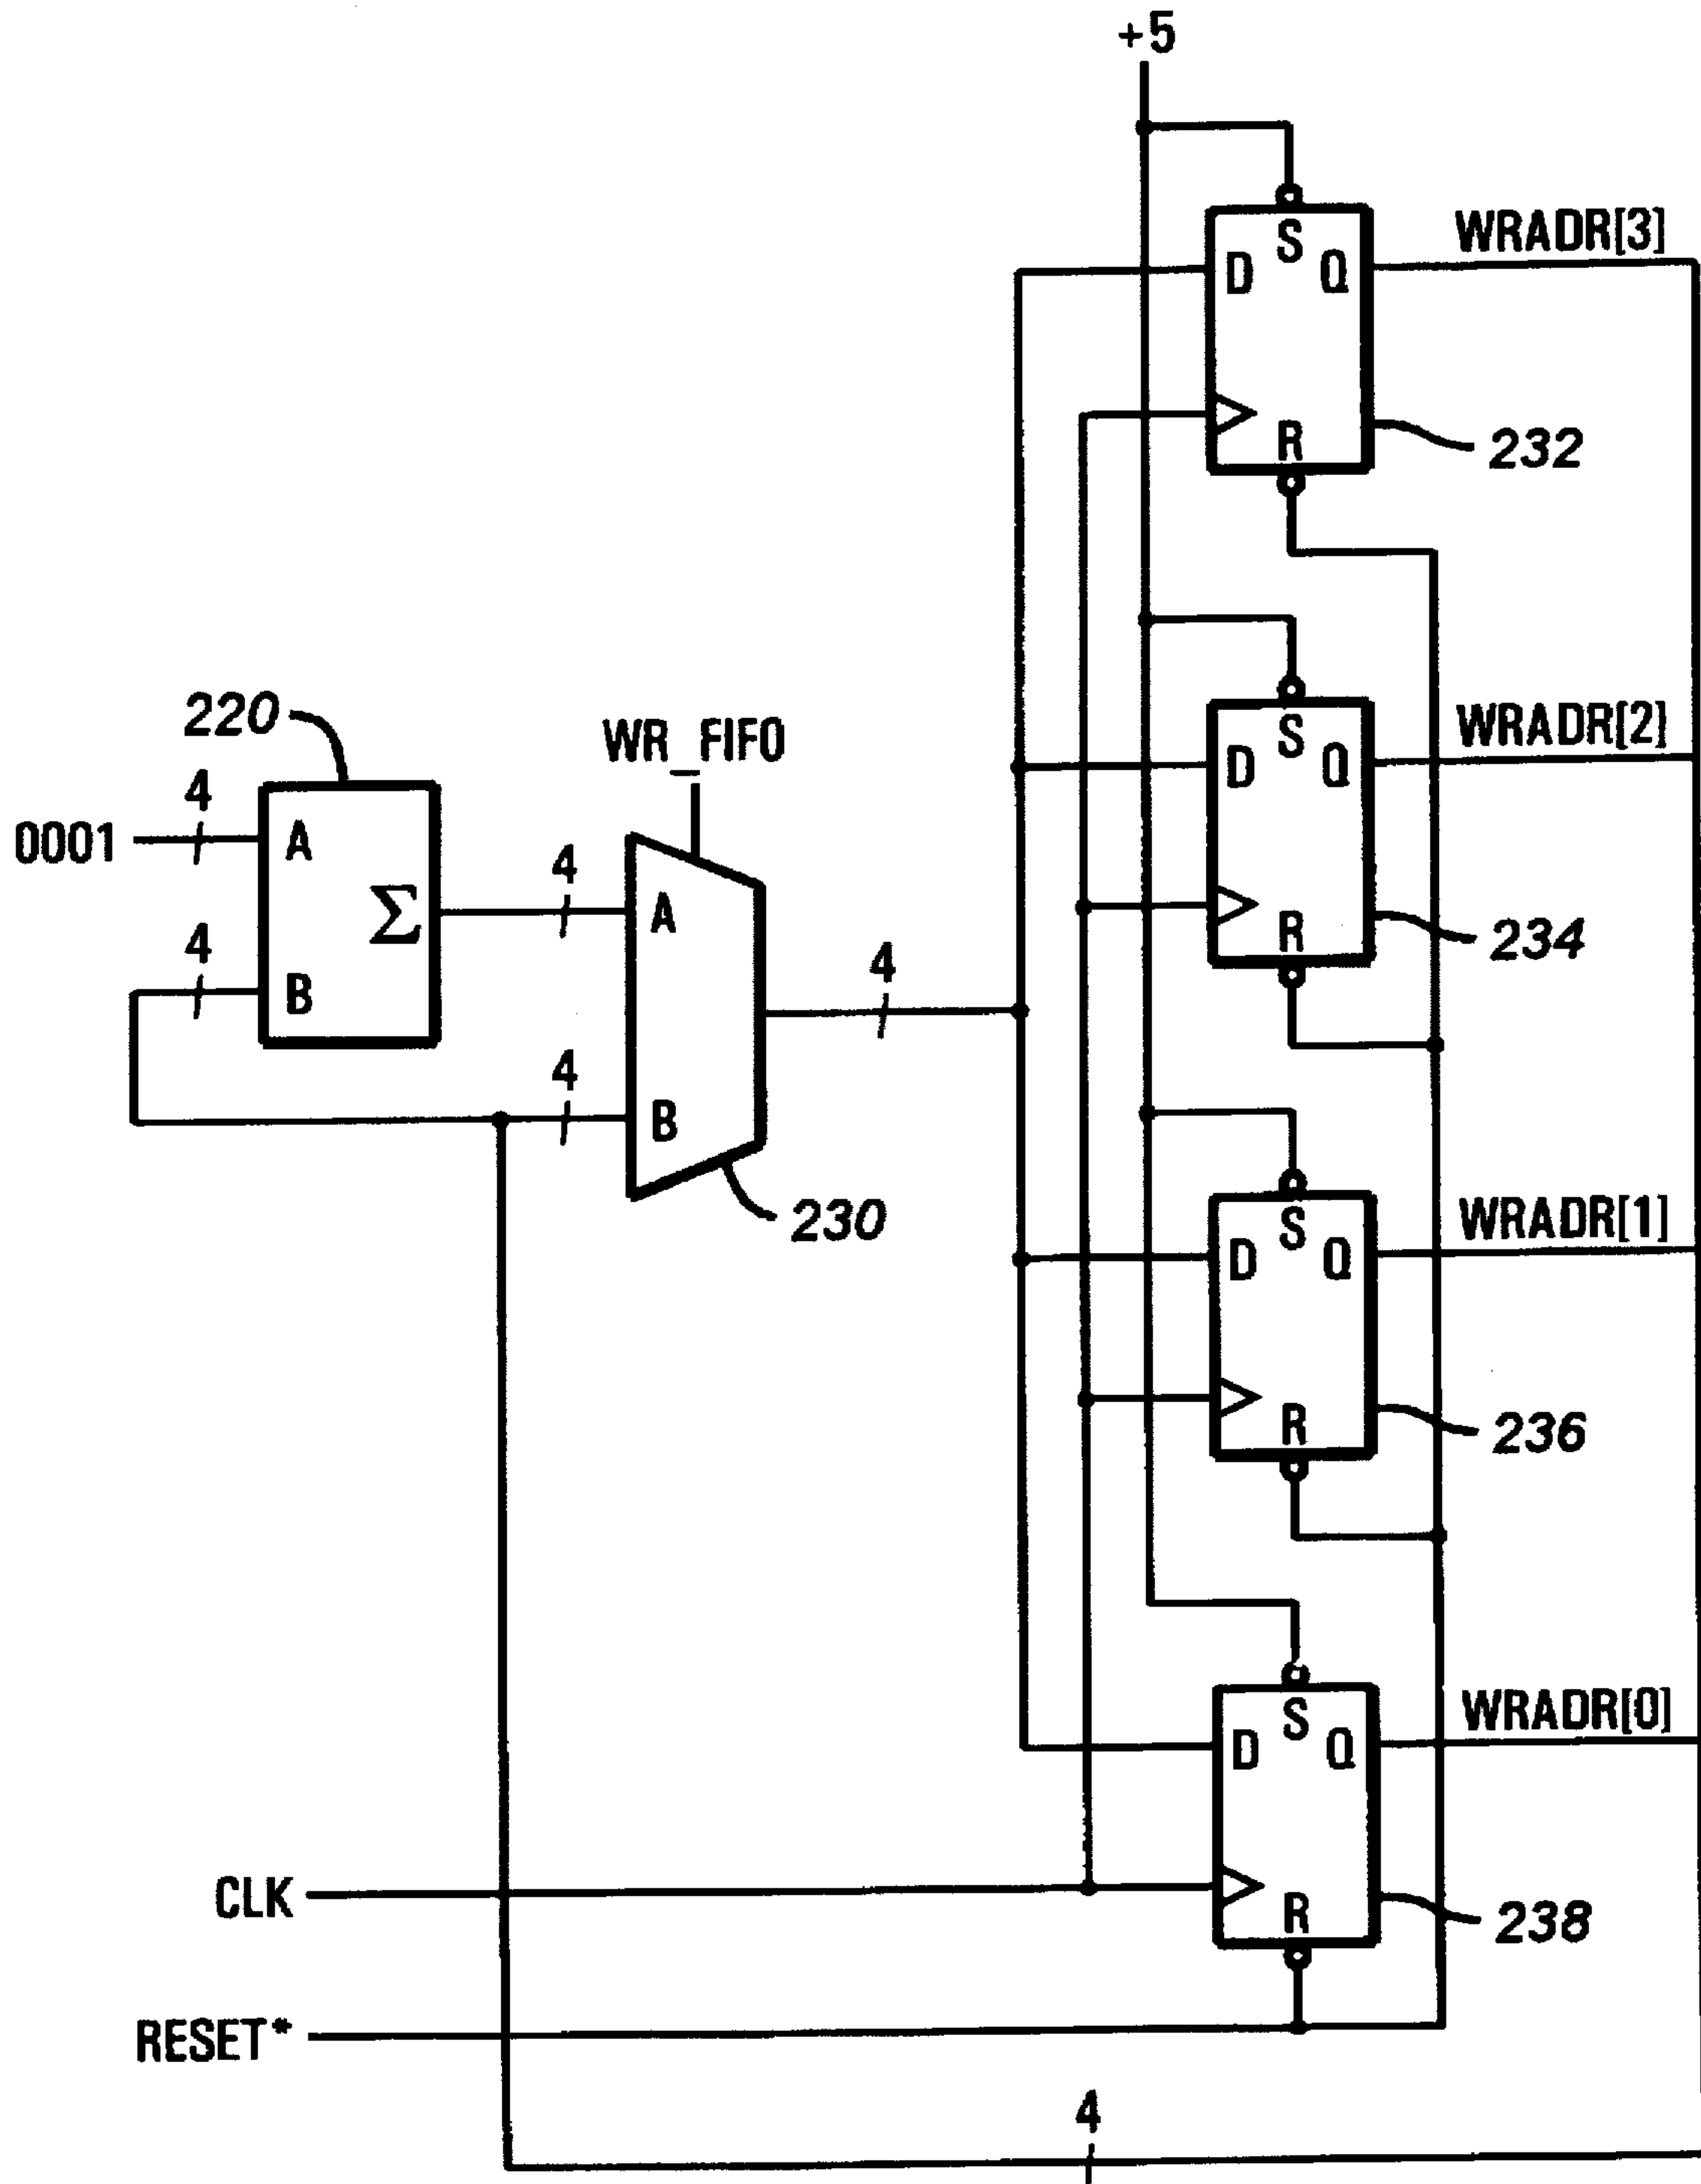 +5
S
WRADR[3]
D
Q
R
232
220
WR_FIFO
S
WRADR[2]
D
Q
4
0001
A
4
A
Σ
4
B
4
R
234
4
B
230
S
WRADR[1]
D
Q
R
236
S
WRADR[0]
D
Q
CLK
R
238
RESET*
4